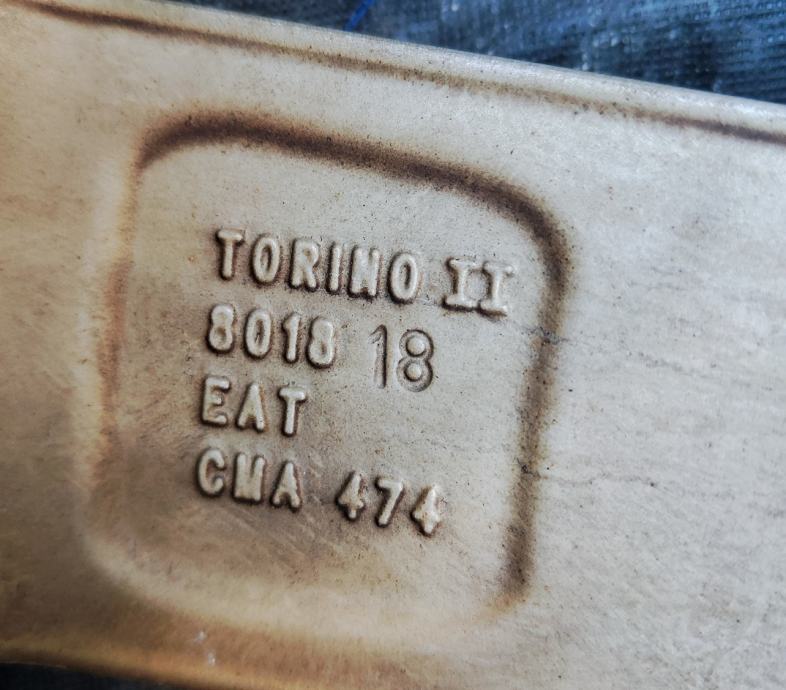 TORINO II
8018 18
EAT
CMA 474